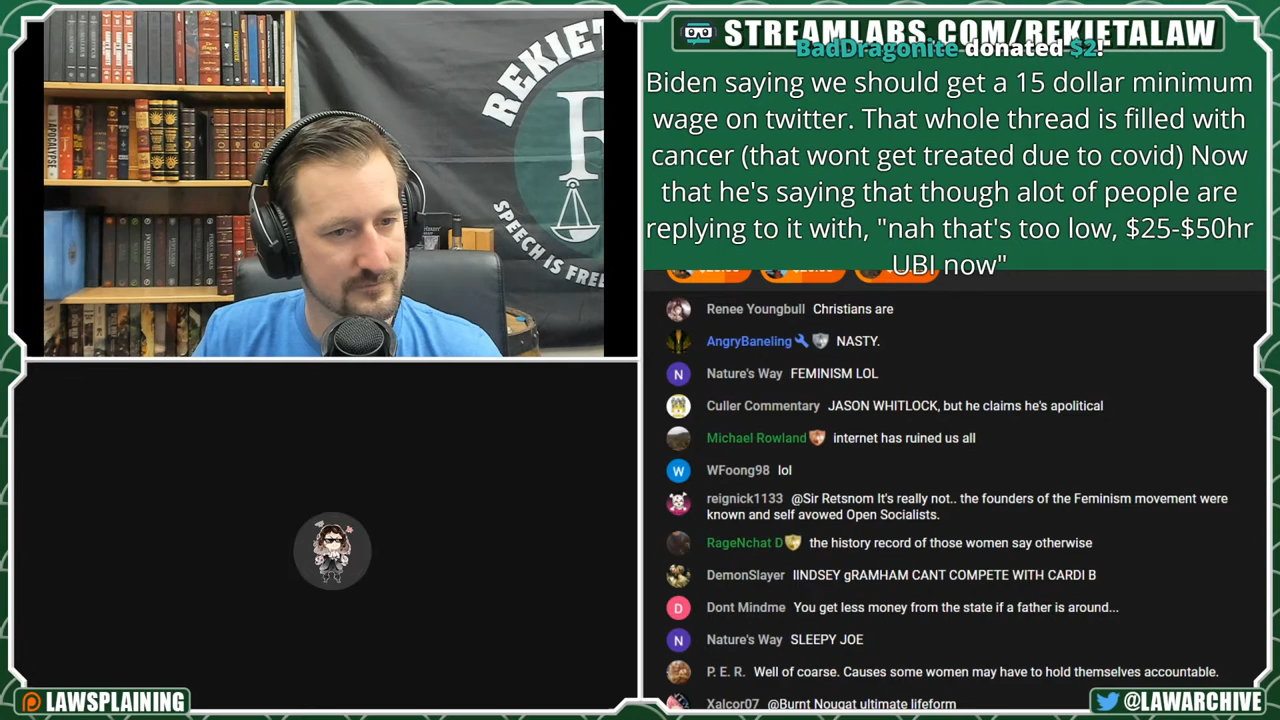 REKIET
SPEECH IS FREE
STREAMLABS.COM/REKIETALAW
BadDragonite donated $2!
Biden saying we should get a 15 dollar minimum
wage on twitter. That whole thread is filled with
cancer (that wont get treated due to covid) Now
that he's saying that though alot of people are
replying to it with, "nah that's too low, $25-$50hr
UBI now"
Renee Youngbull Christians are
AngryBaneling NASTY.
N Nature's Way FEMINISM LOL
Culler Commentary JASON WHITLOCK, but he claims he's apolitical
Michael Rowland internet has ruined us all
W WFoong98 lol
reignick1133 @Sir Retsnom It's really not.. the founders of the Feminism movement were
known and self avowed Open Socialists.
RageNchat D the history record of those women say otherwise
DemonSlayer lINDSEY gRAMHAM CANT COMPETE WITH CARDI B
D Dont Mindme You get less money from the state if a father is around...
N Nature's Way SLEEPY JOE
P. E. R. Well of coarse. Causes some women may have to hold themselves accountable.
Xalcor07 @Burnt Nougat ultimate lifeform
LAWSPLAINING
@LAWARCHIVE